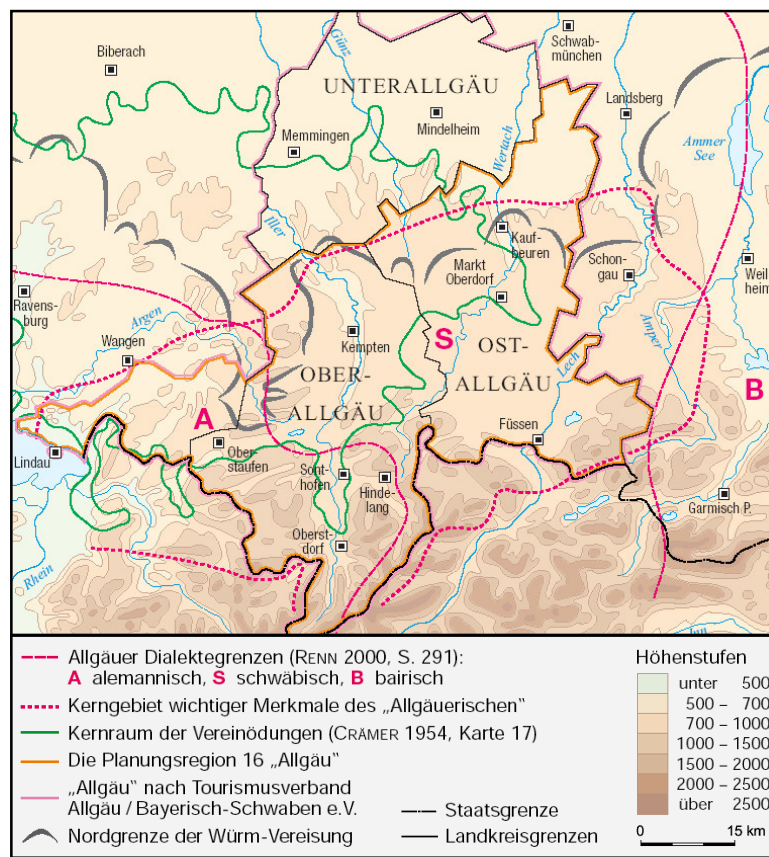 Biberach
Günz
Schwab-
münchen
UNTERALLGÄU
Landsberg
Mindelheim
Memmingen
Wertach
Ammer
See
Iller
Kauf-
beuren
Markt
Oberdorf
Schon-
gau
Weil
heim
Ravens-
burg
Argen
Wangen
Kempten
S
OST-
ALLGÄU
Amper
OBER-
ALLGÄU
Lech
B
A
Füssen
Lindau
Ober-
staufen
Sont-
hofen
Hinde-
lang
Garmisch P.
Oberst-
dorf
Rhein
Inn
Allgäuer Dialektegrenzen (RENN 2000, S. 291):
A alemannisch, S schwäbisch, B bairisch
Kerngebiet wichtiger Merkmale des „Allgäuerischen“
Kernraum der Vereinödungen (CRÄMER 1954, Karte 17)
Die Planungsregion 16 „Allgäu“
„Allgäu“ nach Tourismusverband
Allgäu / Bayerisch-Schwaben e.V.
Nordgrenze der Würm-Vereisung
Staatsgrenze
Landkreisgrenzen
Höhenstufen
unter 500
500 – 700
700 – 1000
1000 – 1500
1500 – 2000
2000 – 2500
über 2500
0 15 km